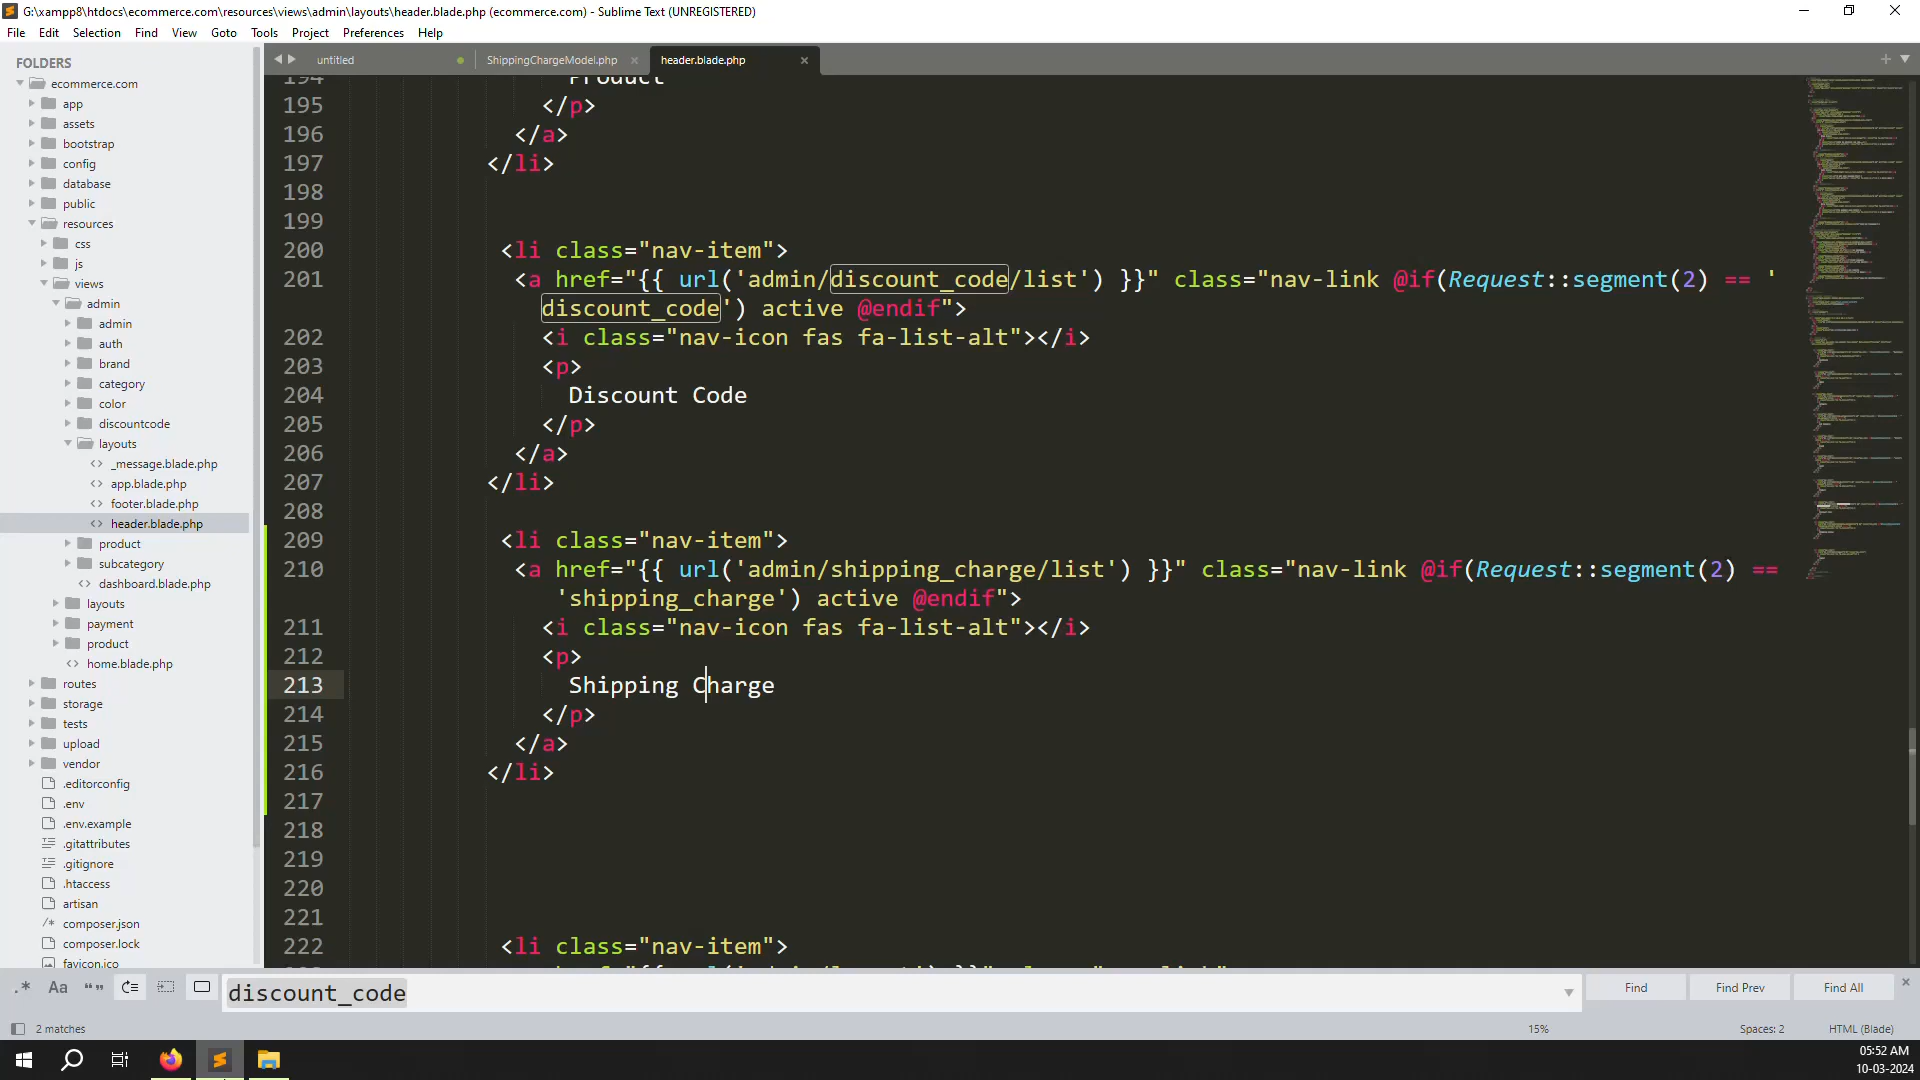 G:\xampp8\htdocs\ecommerce.com\resources\views\admin\layouts\header.blade.php (ecommerce.com) - Sublime Text (UNREGISTERED)
File Edit Selection Find View Goto Tools Project Preferences Help
FOLDERS
ecommerce.com
app
assets
bootstrap
config
database
public
resources
css
js
views
admin
admin
auth
brand
category
color
discountcode
layouts
_message.blade.php
app.blade.php
footer.blade.php
header.blade.php
product
subcategory
dashboard.blade.php
layouts
payment
product
home.blade.php
routes
storage
tests
upload
vendor
.editorconfig
.env
.env.example
.gitattributes
.gitignore
.htaccess
artisan
composer.json
composer.lock
favicon.ico
untitled ShippingChargeModel.php header.blade.php
194 Product
195 </p>
196 </a>
197 </li>
198
199
200 <li class="nav-item">
201 <a href="{{ url('admin/discount_code/list') }}" class="nav-link @if(Request::segment(2) == '
discount_code') active @endif">
202 <i class="nav-icon fas fa-list-alt"></i>
203 <p>
204 Discount Code
205 </p>
206 </a>
207 </li>
208
209 <li class="nav-item">
210 <a href="{{ url('admin/shipping_charge/list') }}" class="nav-link @if(Request::segment(2) ==
'shipping_charge') active @endif">
211 <i class="nav-icon fas fa-list-alt"></i>
212 <p>
213 Shipping Charge
214 </p>
215 </a>
216 </li>
217
218
219
220
221
222 <li class="nav-item">
.* Aa "" discount_code Find Find Prev Find All
2 matches 15% Spaces: 2 HTML (Blade)
05:52 AM
10-03-2024